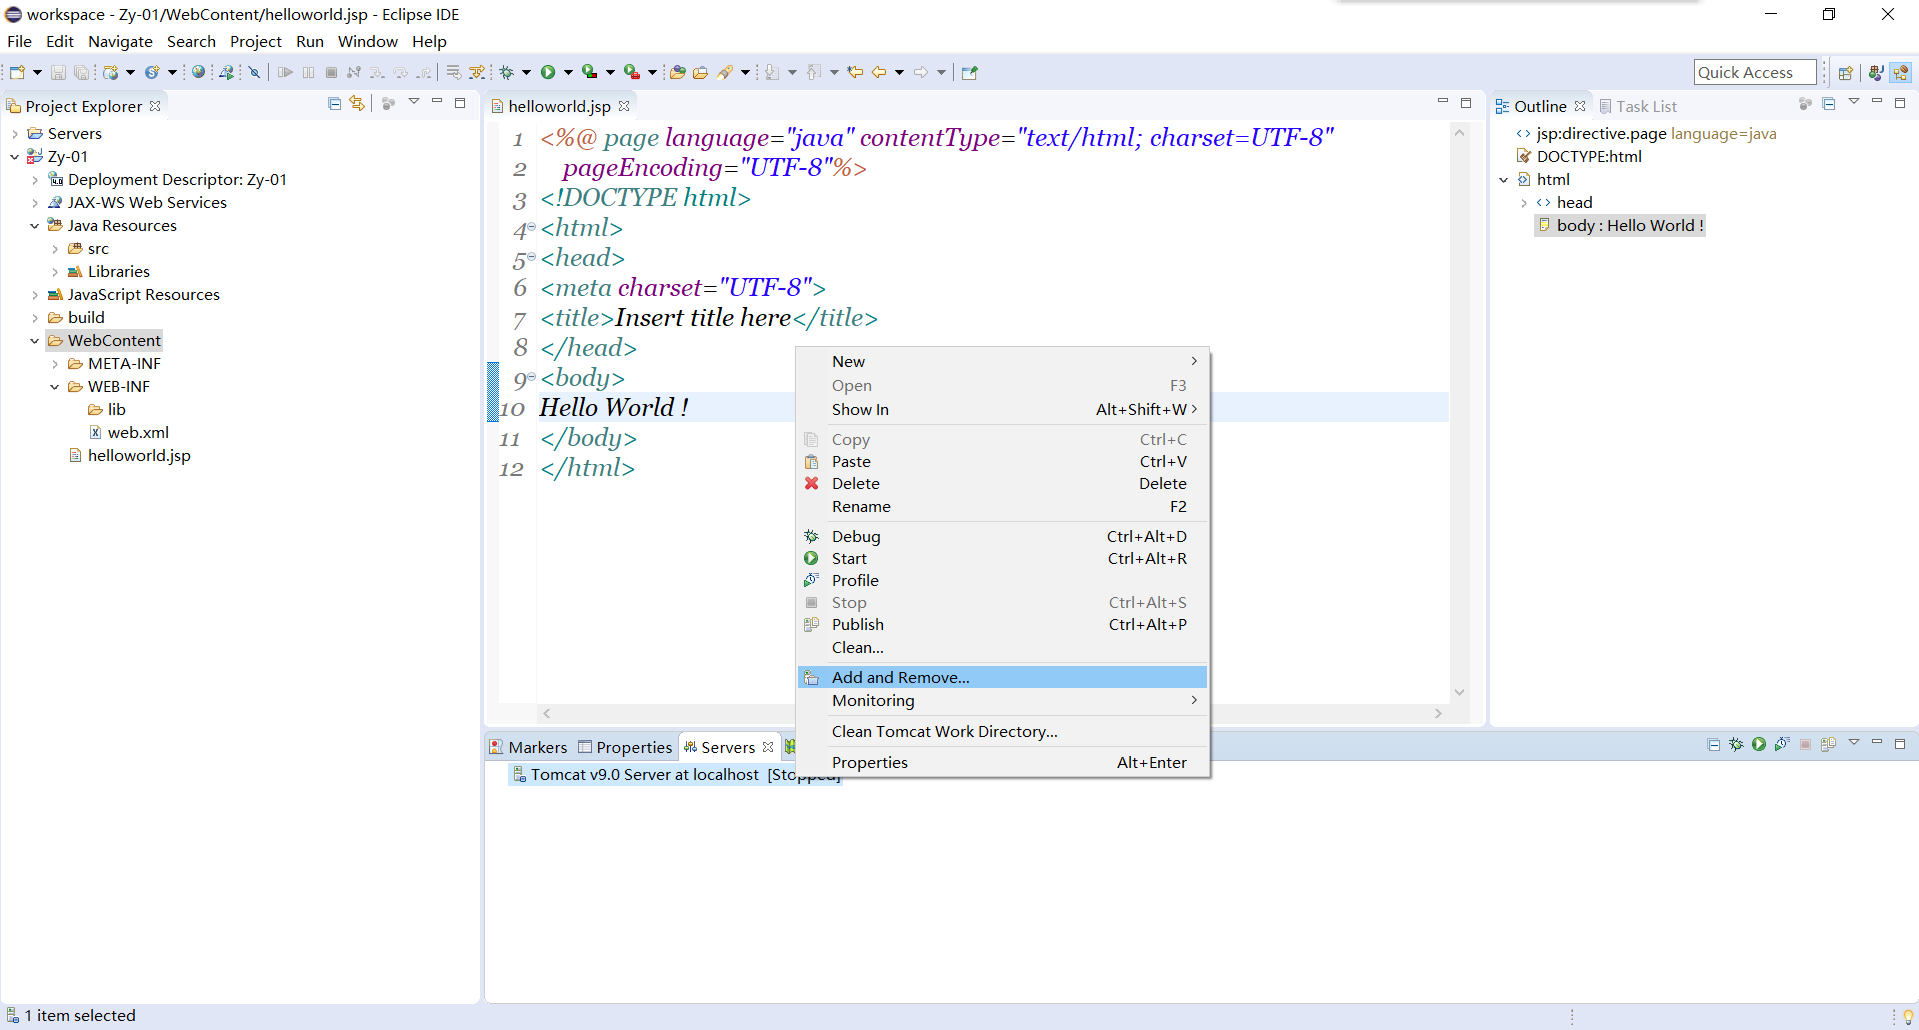 workspace - Zy-01/WebContent/helloworld.jsp - Eclipse IDE
File Edit Navigate Search Project Run Window Help
Quick Access
Project Explorer
Servers
Zy-01
Deployment Descriptor: Zy-01
JAX-WS Web Services
Java Resources
src
Libraries
JavaScript Resources
build
WebContent
META-INF
WEB-INF
lib
web.xml
helloworld.jsp
helloworld.jsp
1 <%@ page language="java" contentType="text/html; charset=UTF-8"
2 pageEncoding="UTF-8"%>
3 <!DOCTYPE html>
4 <html>
5 <head>
6 <meta charset="UTF-8">
7 <title>Insert title here</title>
8 </head>
9 <body>
10 Hello World !
11 </body>
12 </html>
New
Open F3
Show In Alt+Shift+W
Copy Ctrl+C
Paste Ctrl+V
Delete Delete
Rename F2
Debug Ctrl+Alt+D
Start Ctrl+Alt+R
Profile
Stop Ctrl+Alt+S
Publish Ctrl+Alt+P
Clean...
Add and Remove...
Monitoring
Clean Tomcat Work Directory...
Properties Alt+Enter
Outline Task List
jsp:directive.page language=java
DOCTYPE:html
html
head
body : Hello World !
Markers Properties Servers
Tomcat v9.0 Server at localhost [Stopped]
1 item selected